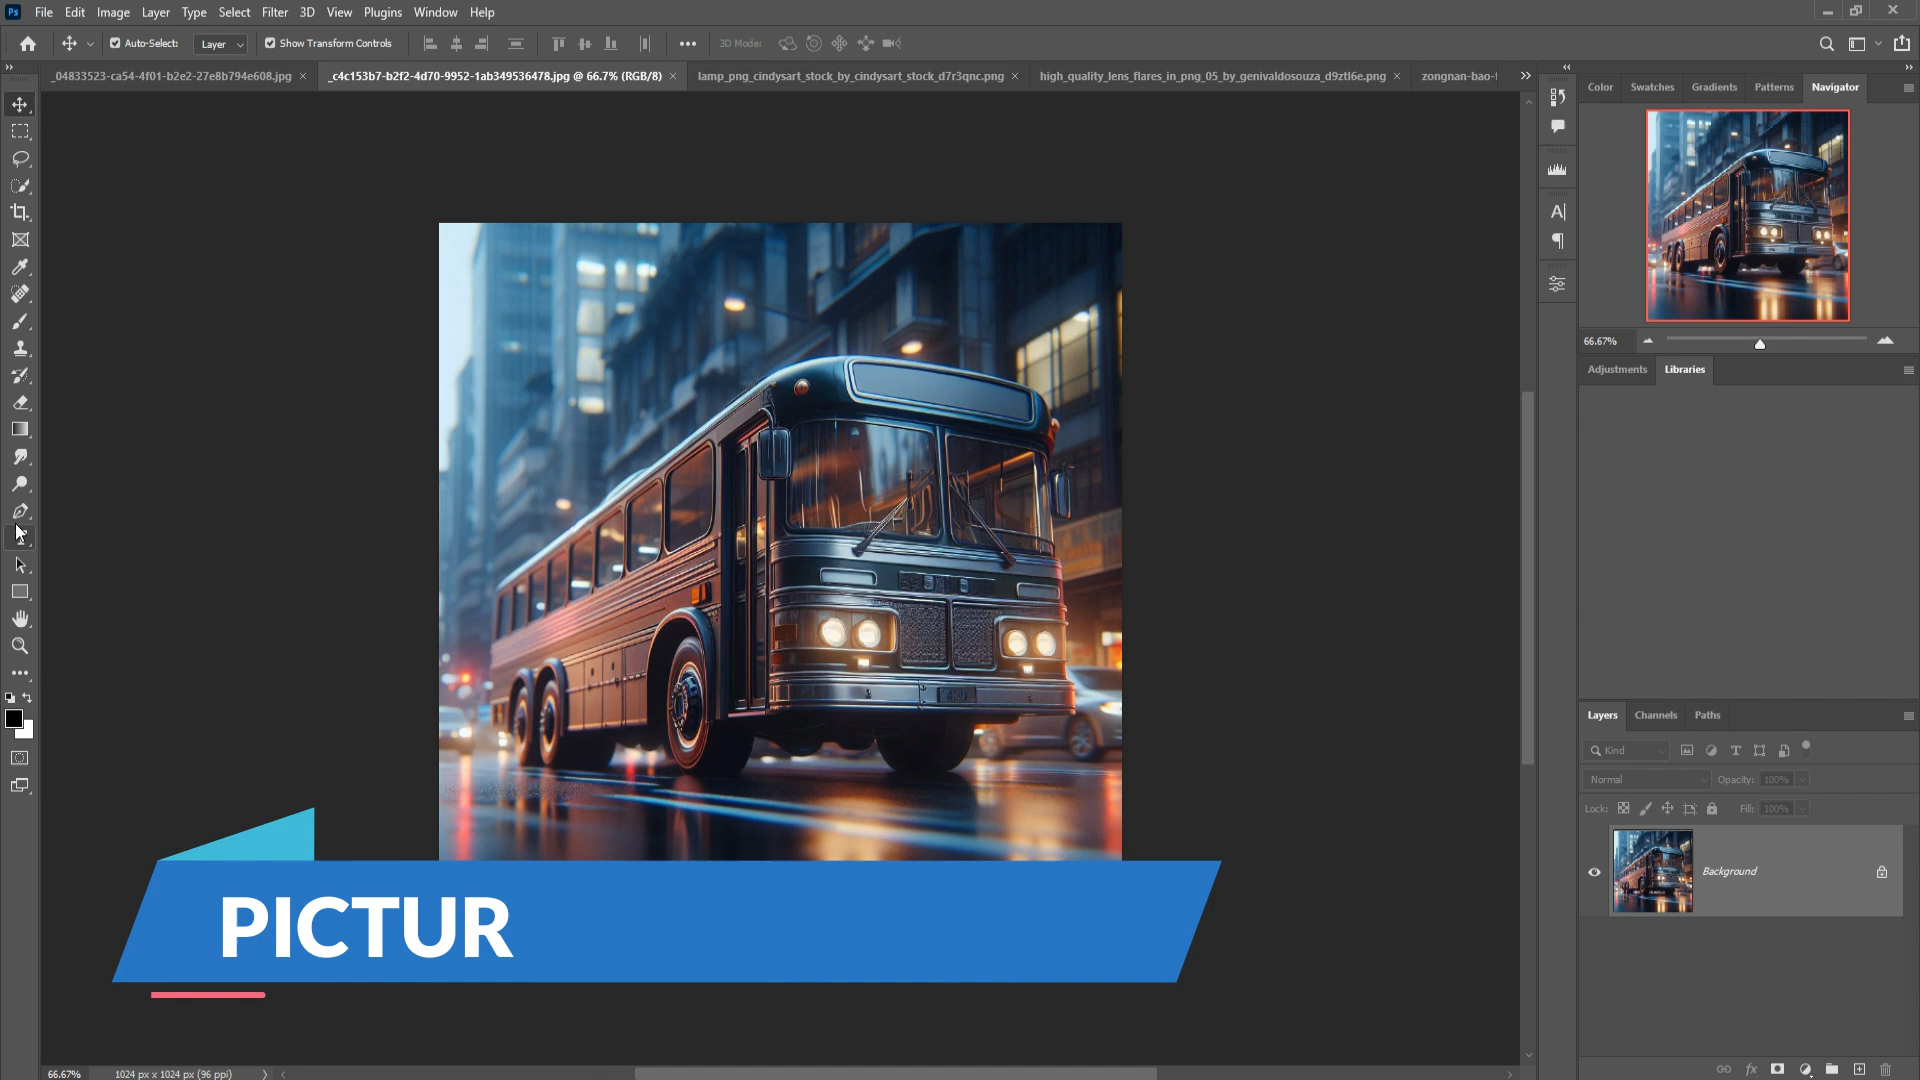 Ps File Edit Image Layer Type Select Filter 3D View Plugins Window Help
Auto-Select: Layer Show Transform Controls 3D Mode:
_04833523-ca54-4f01-b2e2-27e8b794e608.jpg
_c4c153b7-b2f2-4d70-9952-1ab349536478.jpg @ 66.7% (RGB/8)
lamp_png_cindysart_stock_by_cindysart_stock_d7r3qnc.png
high_quality_lens_flares_in_png_05_by_genivaldosouza_d9ztl6e.png
zongnan-bao-
Color Swatches Gradients Patterns Navigator
66.67%
Adjustments Libraries
Layers Channels Paths
Kind
Normal Opacity: 100%
Lock: Fill: 100%
Background
PICTUR
66.67% 1024 px x 1024 px (96 ppi)